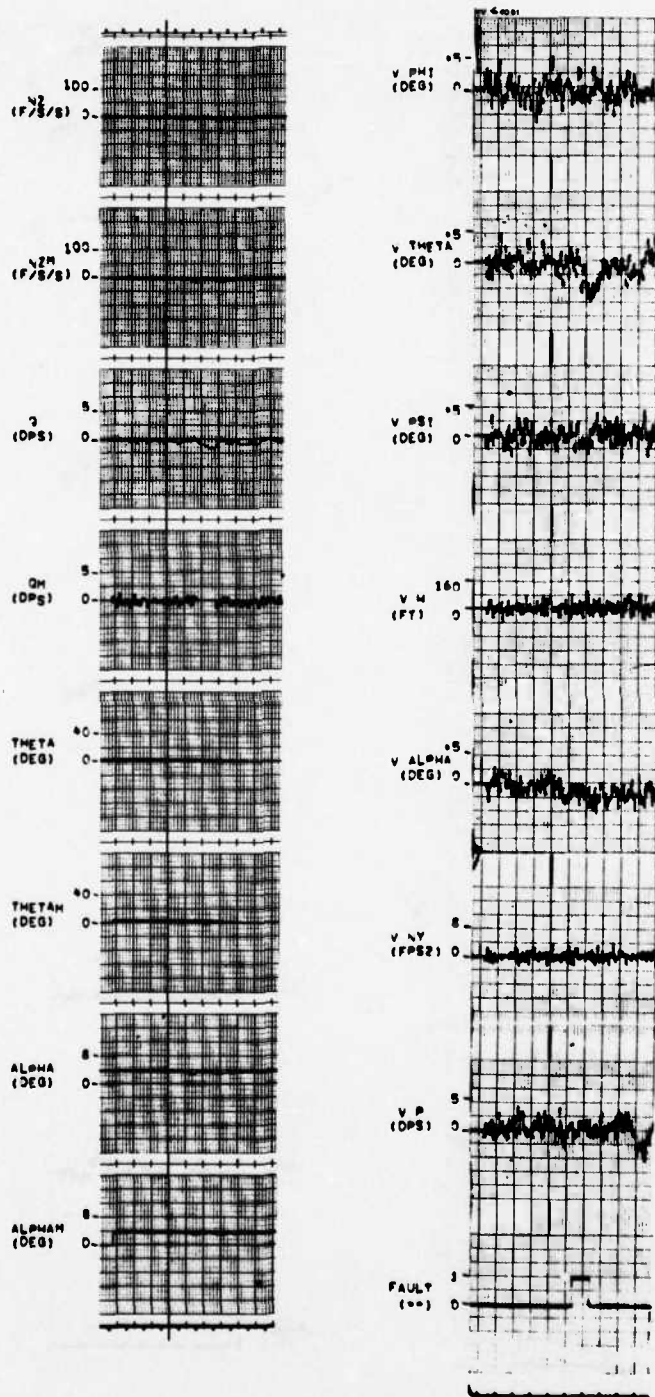 100
NZ
(F/S/S)
0
100
NZM
(F/S/S)
0
5
Q
(DPS)
0
5
QM
(DPS)
0
40
THETA
(DEG)
0
40
THETAM
(DEG)
0
8
ALPHA
(DEG)
0
8
ALPHAM
(DEG)
0
.5
V PHI
(DEG)
0
.5
V THETA
(DEG)
0
.5
V PSI
(DEG)
0
160
V H
(FT)
0
.5
V ALPHA
(DEG)
0
8
V NY
(FPS2)
0
5
V P
(DPS)
0
1
FAULT
(**)
0